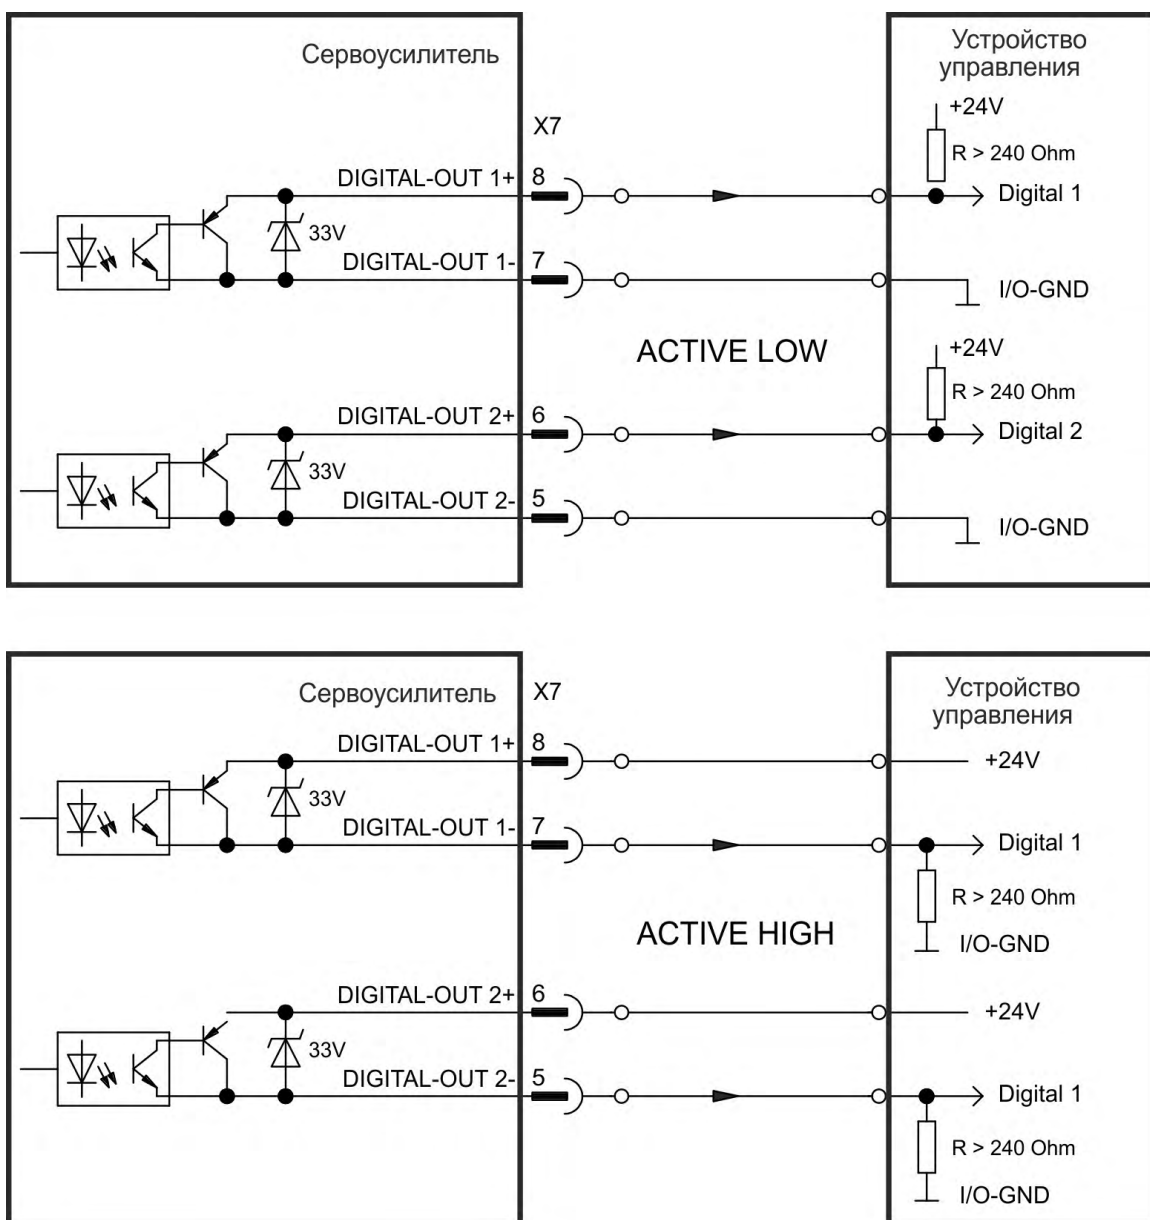 Сервоусилитель
Устройство
управления
+24V
X7
R > 240 Ohm
DIGITAL-OUT 1+ 8
Digital 1
33V
DIGITAL-OUT 1- 7
I/O-GND
ACTIVE LOW
+24V
R > 240 Ohm
DIGITAL-OUT 2+ 6
Digital 2
33V
DIGITAL-OUT 2- 5
I/O-GND
Сервоусилитель
X7
Устройство
управления
DIGITAL-OUT 1+ 8
+24V
33V
DIGITAL-OUT 1- 7
Digital 1
R > 240 Ohm
ACTIVE HIGH
I/O-GND
DIGITAL-OUT 2+ 6
+24V
33V
DIGITAL-OUT 2- 5
Digital 1
R > 240 Ohm
I/O-GND